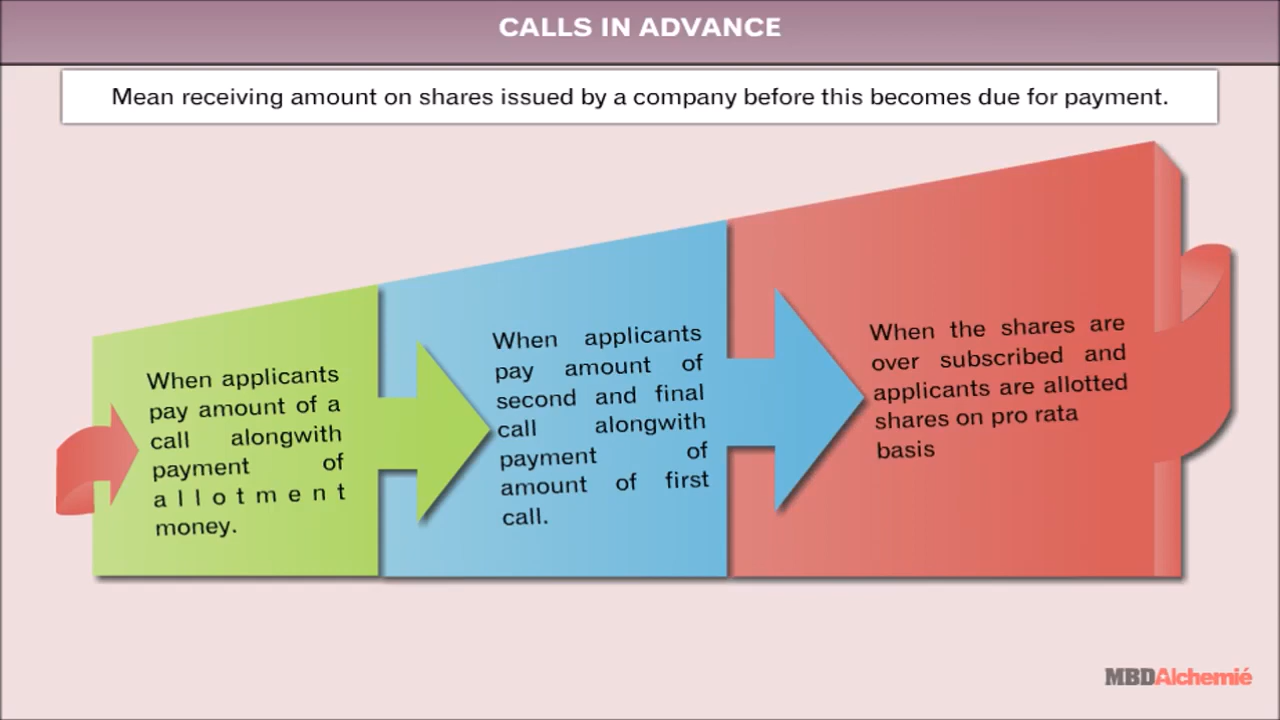 CALLS IN ADVANCE
Mean receiving amount on shares issued by a company before this becomes due for payment.
When applicants
pay amount of a
call alongwith
payment of
allotment
money.
When applicants
pay amount of
second and final
call alongwith
payment of
amount of first
call.
When the shares are
over subscribed and
applicants are allotted
shares on pro rata
basis
MBDAlchemié